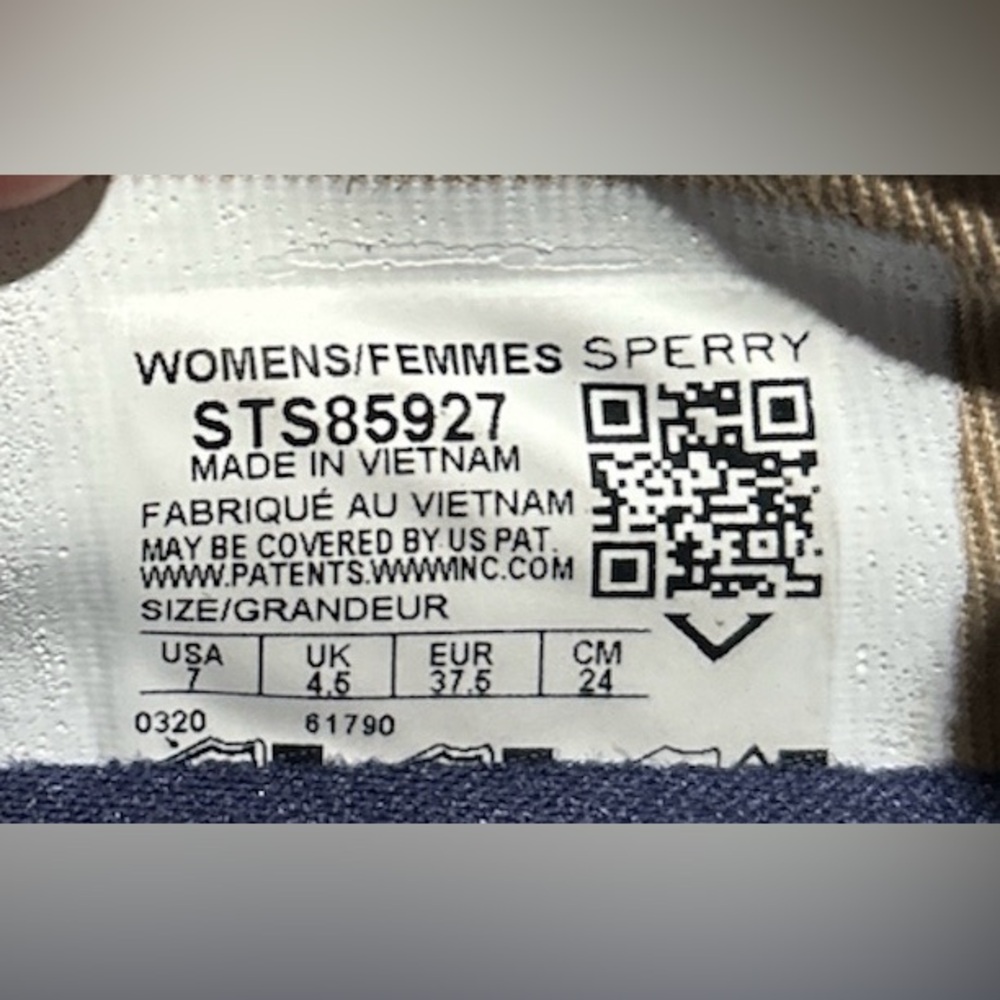 WOMENS/FEMMES SPERRY
STS85927
MADE IN VIETNAM
FABRIQUÉ AU VIETNAM
MAY BE COVERED BY US PAT.
WWW.PATENTS.WWWINC.COM
SIZE/GRANDEUR
USA UK EUR CM
7 4.5 37.5 24
0320 61790